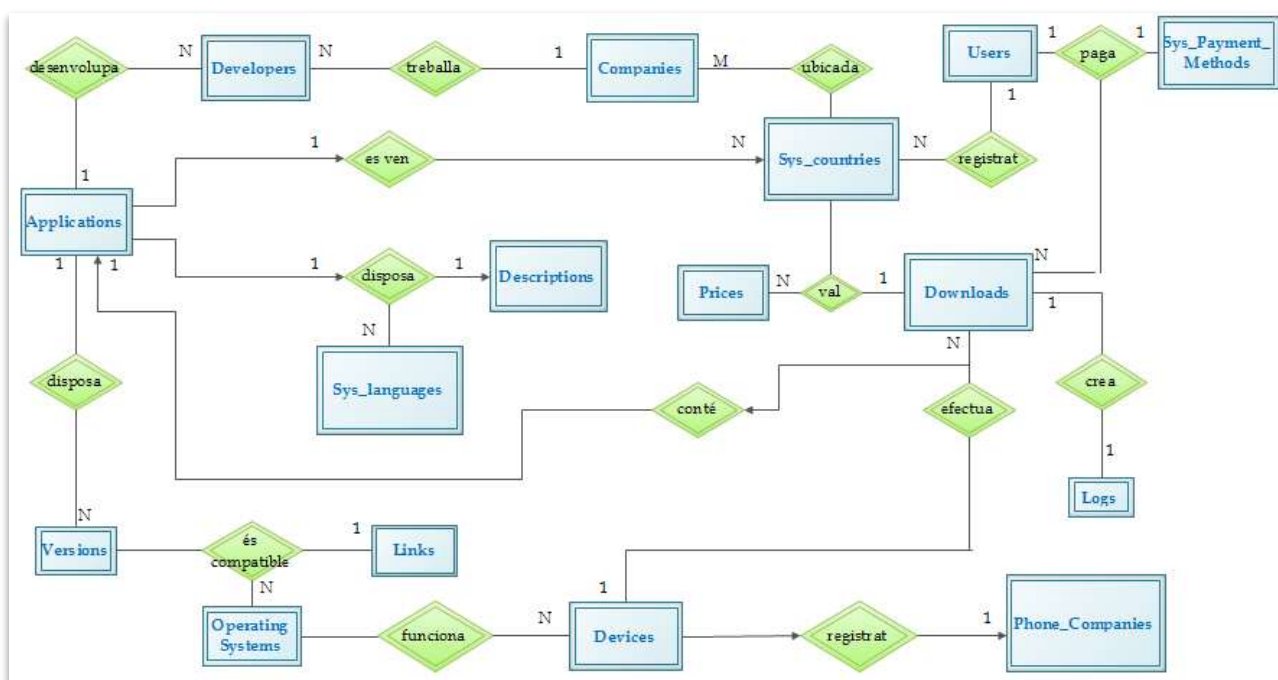 N
N
1
M
1
1
desenvolupa
Developers
treballa
Companies
ubicada
Users
paga
Sys_Payment_
Methods
1
1
N
N
1
es ven
Sys_countries
registrat
Applications
1
1
1
1
disposa
Descriptions
N
Prices
N
val
1
Downloads
N
1
N
disposa
Sys_languages
conté
efectua
crea
1
Logs
N
Versions
és
compatible
1
Links
N
1
Operating
Systems
funciona
N
Devices
registrat
1
Phone_Companies